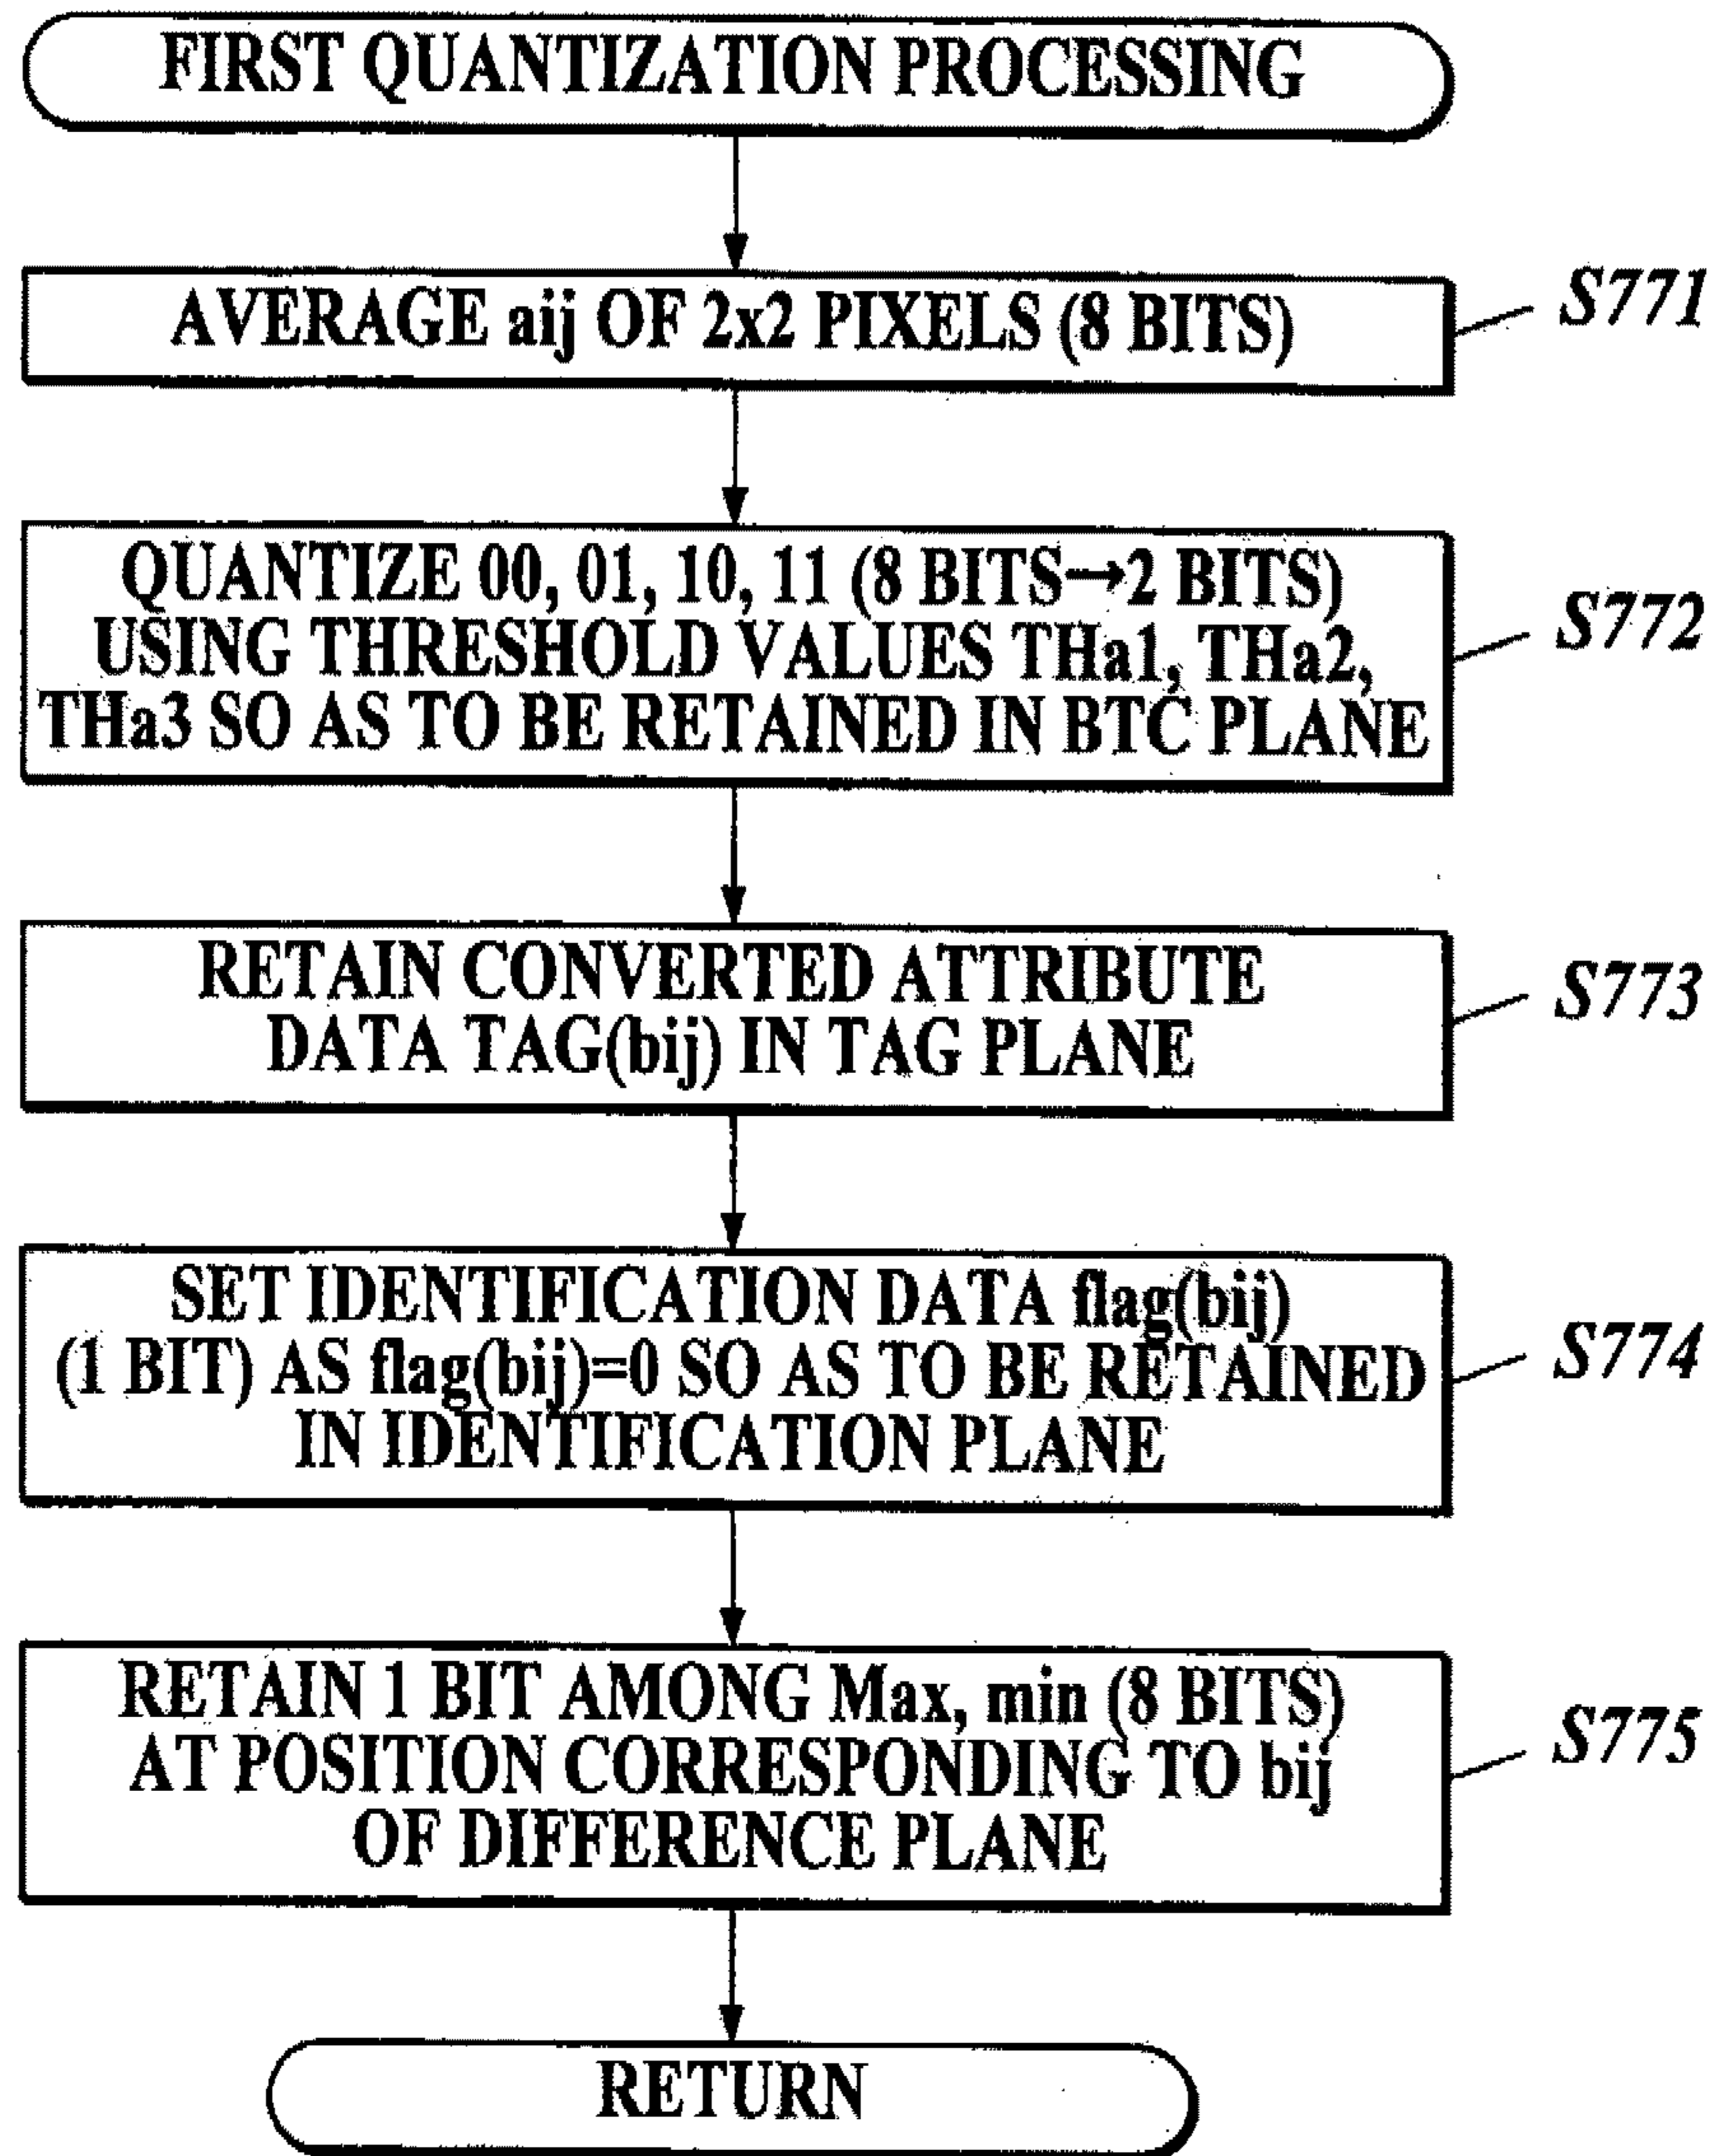 FIRST QUANTIZATION PROCESSING
AVERAGE aij OF 2x2 PIXELS (8 BITS)
S771
QUANTIZE 00, 01, 10, 11 (8 BITS→2 BITS)
USING THRESHOLD VALUES THa1, THa2,
THa3 SO AS TO BE RETAINED IN BTC PLANE
S772
RETAIN CONVERTED ATTRIBUTE
DATA TAG(bij) IN TAG PLANE
S773
SET IDENTIFICATION DATA flag(bij)
(1 BIT) AS flag(bij)=0 SO AS TO BE RETAINED
IN IDENTIFICATION PLANE
S774
RETAIN 1 BIT AMONG Max, min (8 BITS)
AT POSITION CORRESPONDING TO bij
OF DIFFERENCE PLANE
S775
RETURN